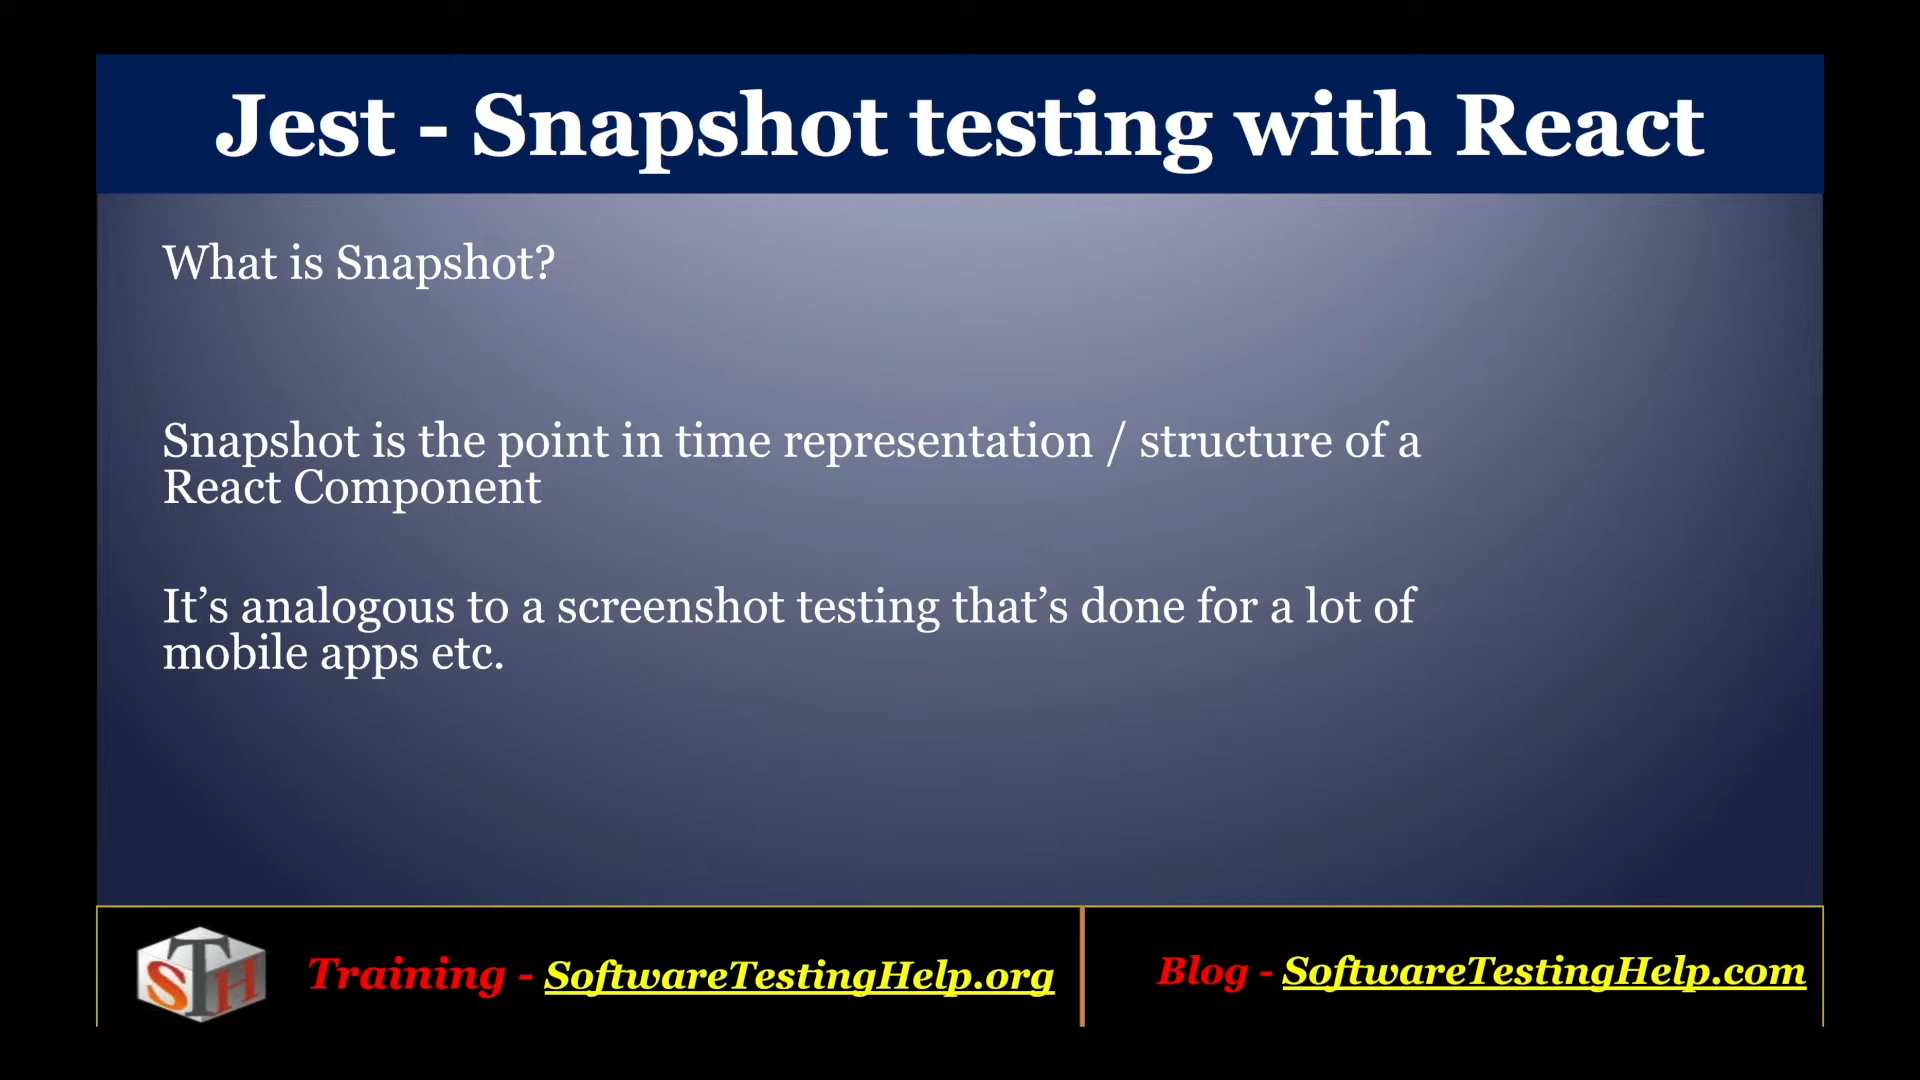 Jest - Snapshot testing with React
What is Snapshot?
Snapshot is the point in time representation / structure of a
React Component
It’s analogous to a screenshot testing that’s done for a lot of
mobile apps etc.
STH
Training - SoftwareTestingHelp.org
Blog - SoftwareTestingHelp.com